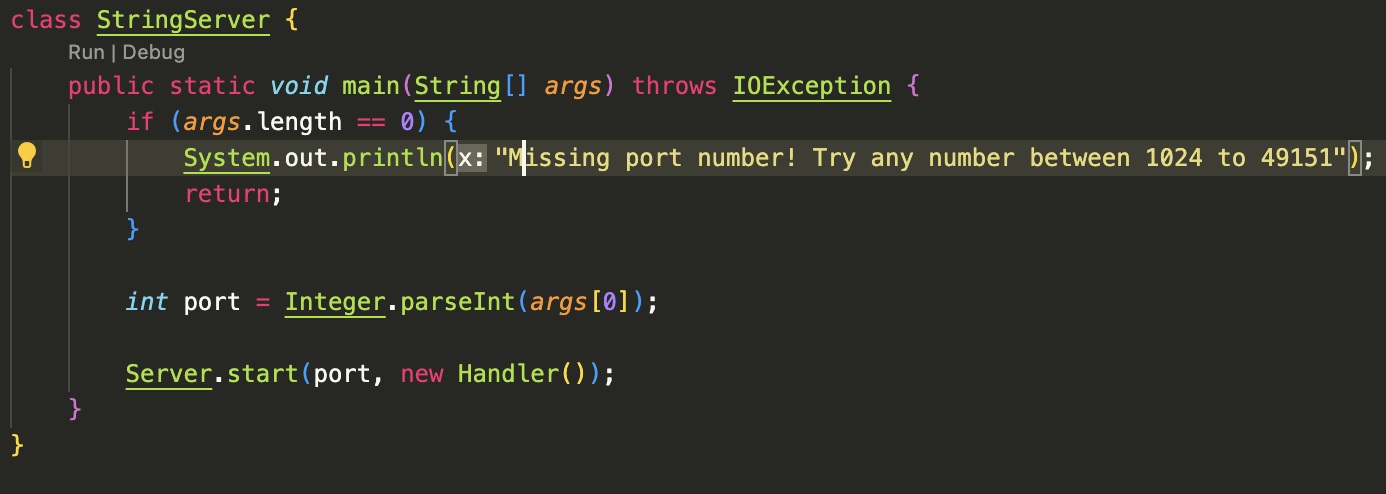 class StringServer {
Run | Debug
public static void main(String[] args) throws IOException {
if (args.length == 0) {
System.out.println(x: "Missing port number! Try any number between 1024 to 49151");
return;
}
int port = Integer.parseInt(args[0]);
Server.start(port, new Handler());
}
}